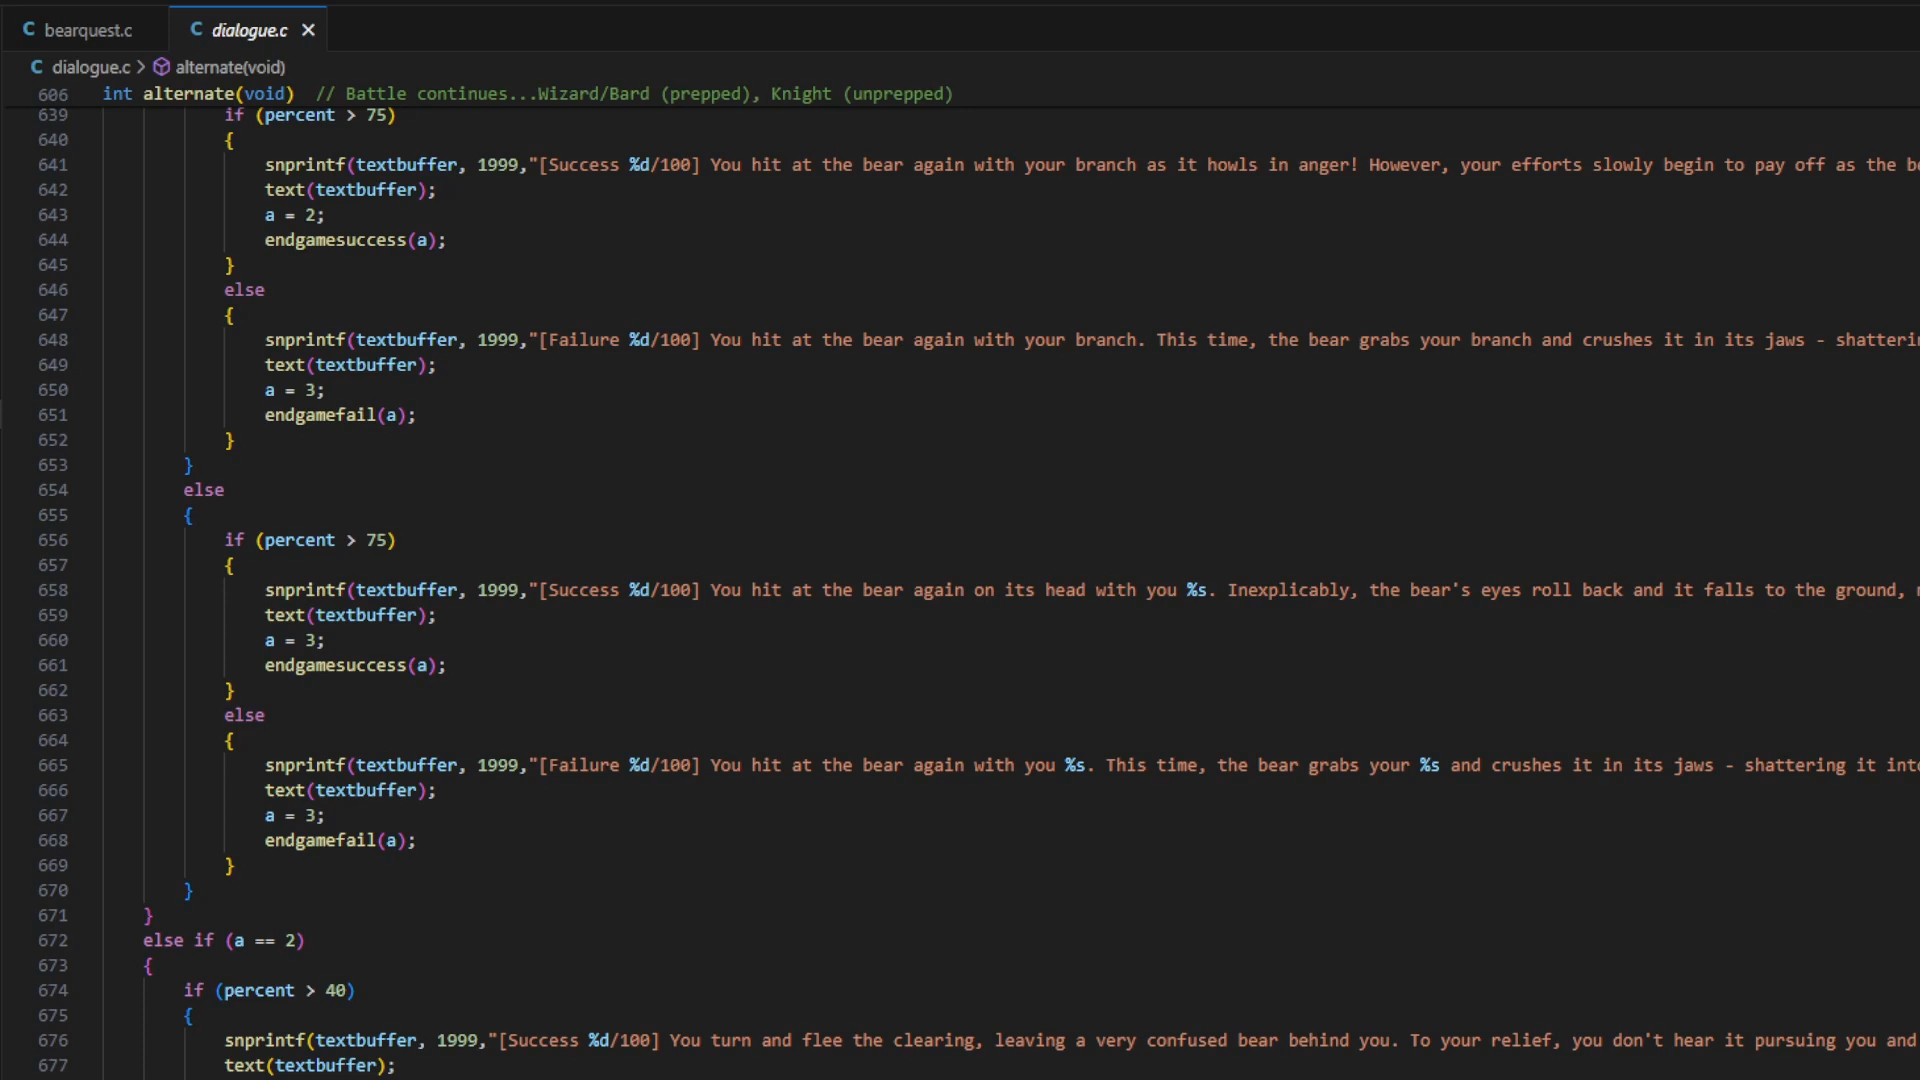 bearquest.c
dialogue.c
dialogue.c > alternate(void)
606 int alternate(void) // Battle continues...Wizard/Bard (prepped), Knight (unprepped)
639 if (percent > 75)
640 {
641 snprintf(textbuffer, 1999,"[Success %d/100] You hit at the bear again with your branch as it howls in anger! However, your efforts slowly begin to pay off as the
642 text(textbuffer);
643 a = 2;
644 endgamesuccess(a);
645 }
646 else
647 {
648 snprintf(textbuffer, 1999,"[Failure %d/100] You hit at the bear again with your branch. This time, the bear grabs your branch and crushes it in its jaws -
649 text(textbuffer);
650 a = 3;
651 endgamefail(a);
652 }
653 }
654 else
655 {
656 if (percent > 75)
657 {
658 snprintf(textbuffer, 1999,"[Success %d/100] You hit at the bear again on its head with you %s. Inexplicably, the bear's eyes roll back and it falls to the ground,
659 text(textbuffer);
660 a = 3;
661 endgamesuccess(a);
662 }
663 else
664 {
665 snprintf(textbuffer, 1999,"[Failure %d/100] You hit at the bear again with you %s. This time, the bear grabs your %s and crushes it in its jaws - shattering it
666 text(textbuffer);
667 a = 3;
668 endgamefail(a);
669 }
670 }
671 }
672 else if (a == 2)
673 {
674 if (percent > 40)
675 {
676 snprintf(textbuffer, 1999,"[Success %d/100] You turn and flee the clearing, leaving a very confused bear behind you. To your relief, you don't hear it pursuing you and
677 text(textbuffer);